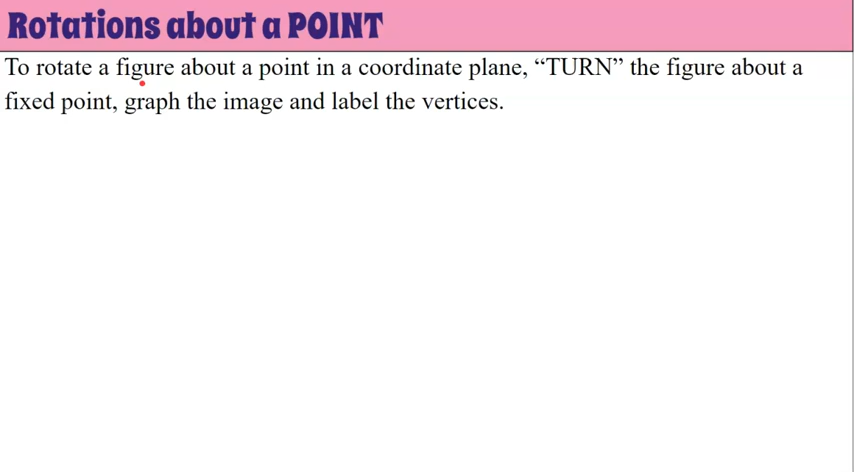 Rotations about a POINT
To rotate a figure about a point in a coordinate plane, “TURN” the figure about a
fixed point, graph the image and label the vertices.